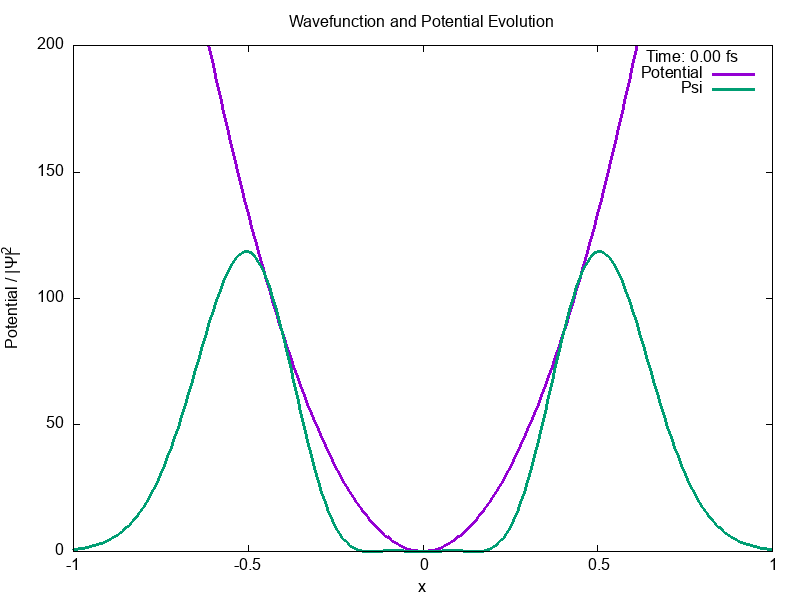 Wavefunction and Potential Evolution
200
150
100
50
0
Potential / |Ψ|²
Time: 0.00 fs
Potential
Psi
-1
-0.5
0
0.5
1
x